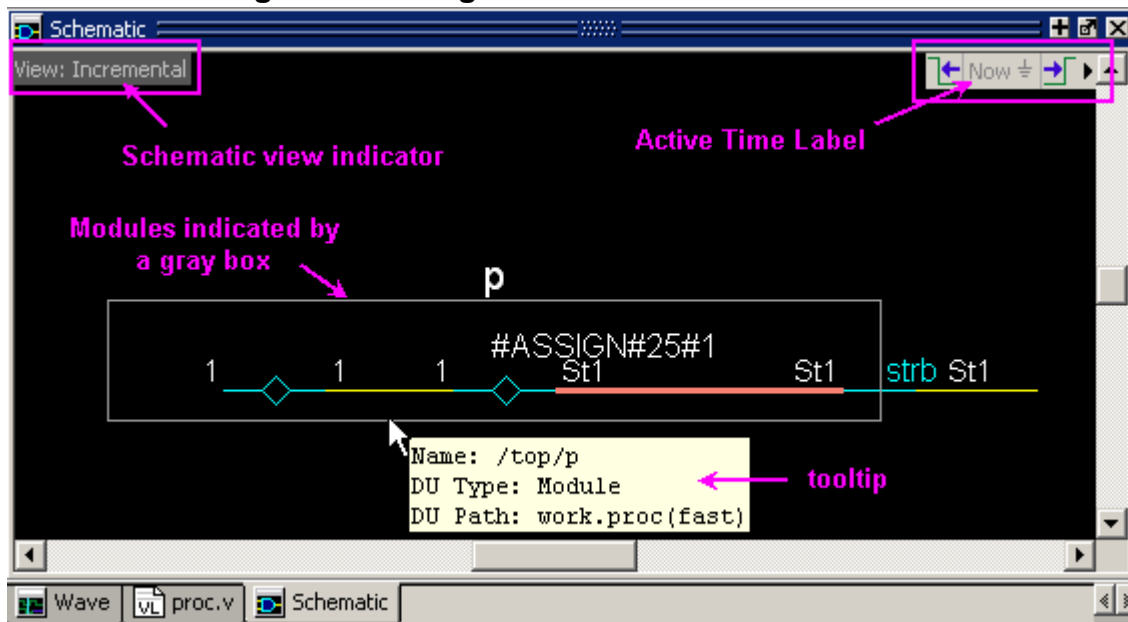 Schematic
View: Incremental
Now
Schematic view indicator
Active Time Label
Modules indicated by
a gray box
p
#ASSIGN#25#1
1 1 1 St1 St1 strb St1
Name: /top/p
DU Type: Module
DU Path: work.proc(fast)
tooltip
Wave proc.v Schematic